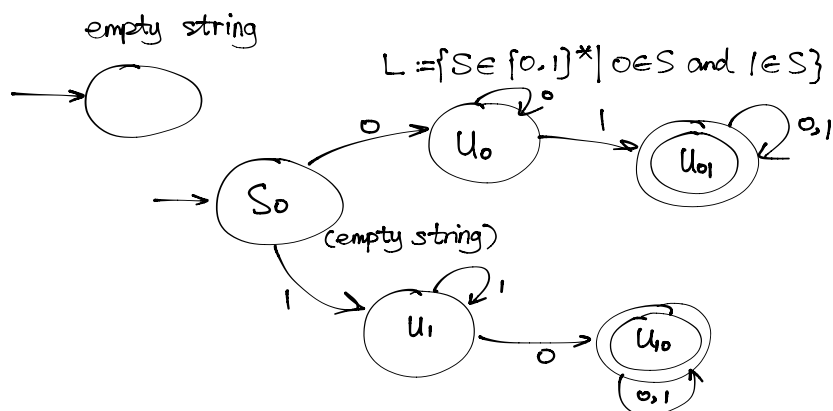 empty string
L := {S ∈ {0,1}* | 0 ∈ S and 1 ∈ S}
0
0
U₀
1
0,1
U₀₁
S₀
(empty string)
1
1
U₁
0
U₁₀
0,1